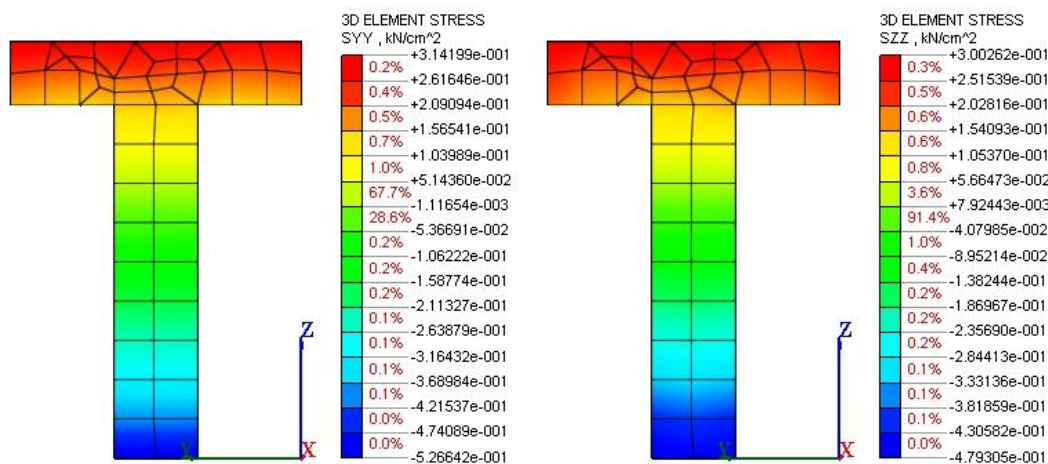 3D ELEMENT STRESS
SYY , kN/cm^2
+3.14199e-001
0.2%
+2.61646e-001
0.4%
+2.09094e-001
0.5%
+1.56541e-001
0.7%
+1.03989e-001
1.0%
+5.14360e-002
67.7%
-1.11654e-003
28.6%
-5.36691e-002
0.2%
-1.06222e-001
0.2%
-1.58774e-001
0.2%
-2.11327e-001
0.1%
-2.63879e-001
0.1%
-3.16432e-001
0.1%
-3.68984e-001
0.1%
-4.21537e-001
0.0%
-4.74089e-001
0.0%
-5.26642e-001
Z
Y
X
3D ELEMENT STRESS
SZZ , kN/cm^2
+3.00262e-001
0.3%
+2.51539e-001
0.5%
+2.02816e-001
0.6%
+1.54093e-001
0.6%
+1.05370e-001
0.8%
+5.66473e-002
3.6%
+7.92443e-003
91.4%
-4.07985e-002
1.0%
-8.95214e-002
0.4%
-1.38244e-001
0.2%
-1.86967e-001
0.2%
-2.35690e-001
0.2%
-2.84413e-001
0.1%
-3.33136e-001
0.1%
-3.81859e-001
0.1%
-4.30582e-001
0.0%
-4.79305e-001
Z
Y
X